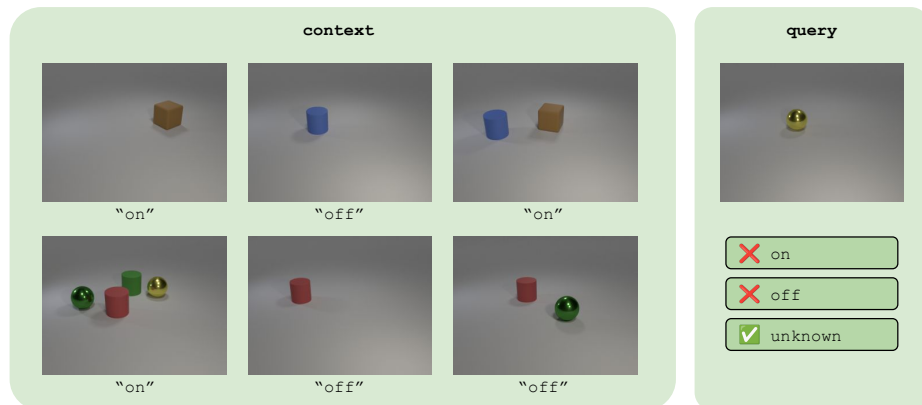 context
query
“on”
“off”
“on”
“on”
“off”
“off”
❌ on
❌ off
✅ unknown